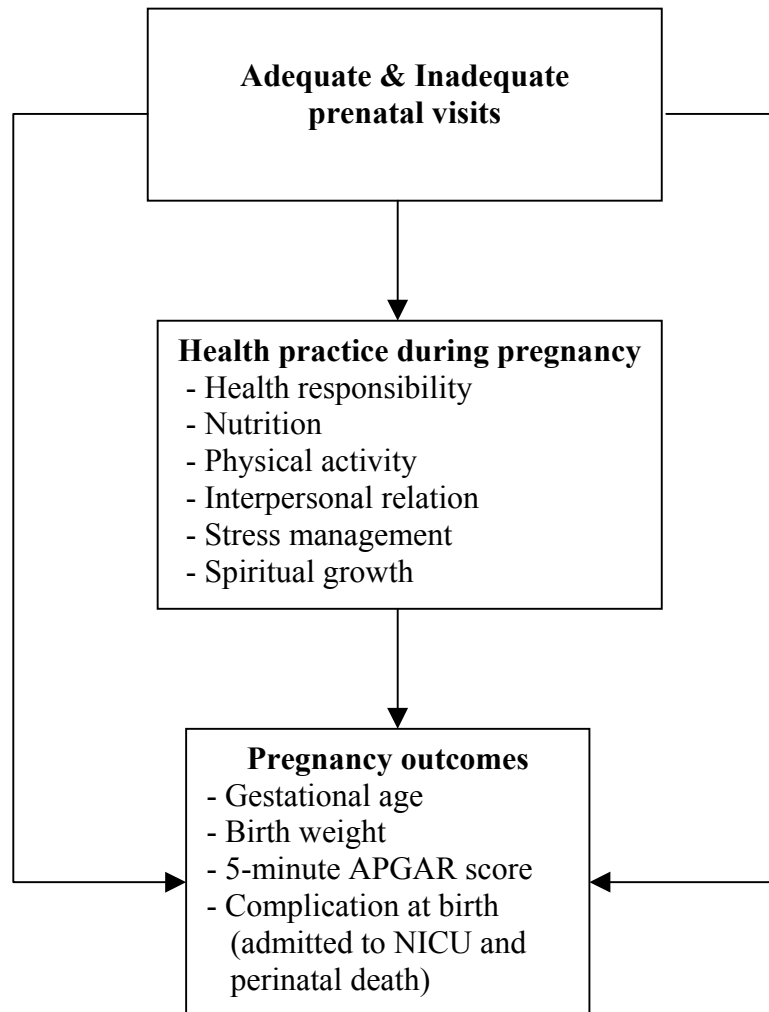 Adequate & Inadequate
prenatal visits
Health practice during pregnancy
- Health responsibility
- Nutrition
- Physical activity
- Interpersonal relation
- Stress management
- Spiritual growth
Pregnancy outcomes
- Gestational age
- Birth weight
- 5-minute APGAR score
- Complication at birth
(admitted to NICU and
perinatal death)